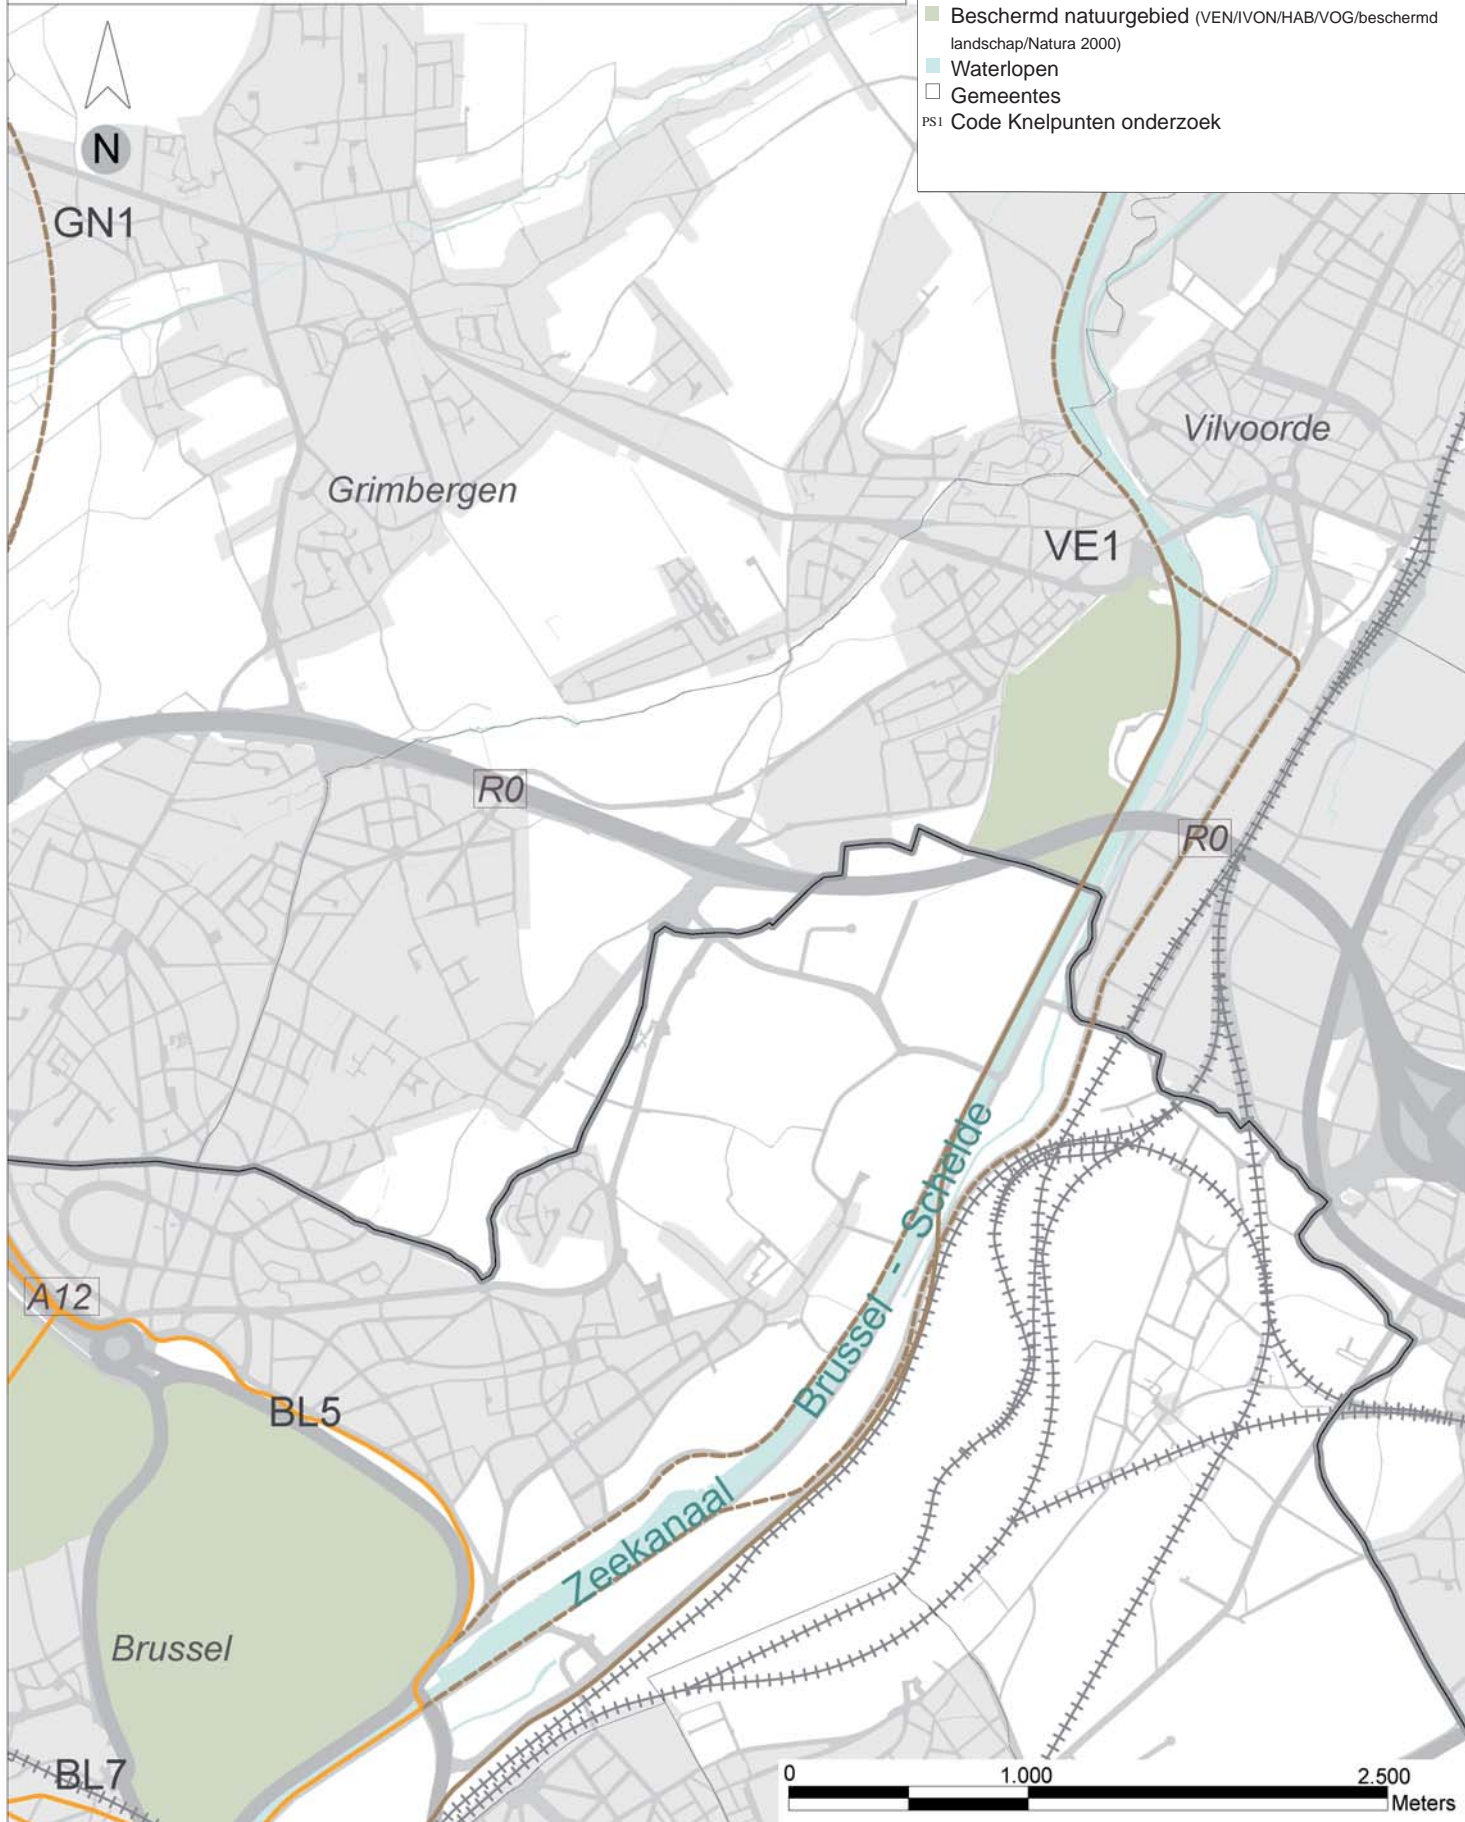 Beschermd natuurgebied (VEN/IVON/HAB/VOG/beschermd
landschap/Natura 2000)
Waterlopen
Gemeentes
PS1 Code Knelpunten onderzoek
N
GN1
Vilvoorde
Grimbergen
VE1
R0
R0
A12
BL5
Zeekanaal Brussel - Schelde
Brussel
BL7
0 1.000 2.500
Meters